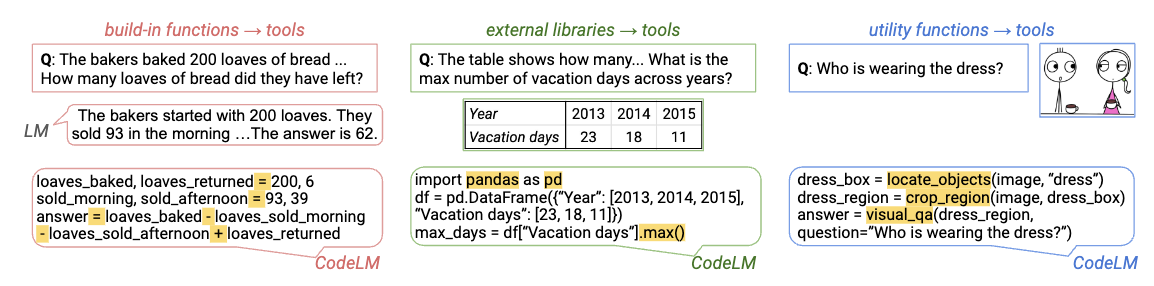 build-in functions → tools
Q: The bakers baked 200 loaves of bread ...
How many loaves of bread did they have left?
LM
The bakers started with 200 loaves. They
sold 93 in the morning …The answer is 62.
loaves_baked, loaves_returned = 200, 6
sold_morning, sold_afternoon = 93, 39
answer = loaves_baked - loaves_sold_morning
- loaves_sold_afternoon + loaves_returned
CodeLM
external libraries → tools
Q: The table shows how many... What is the
max number of vacation days across years?
Year 2013 2014 2015
Vacation days 23 18 11
import pandas as pd
df = pd.DataFrame({“Year”: [2013, 2014, 2015],
“Vacation days”: [23, 18, 11]})
max_days = df[“Vacation days”].max()
CodeLM
utility functions → tools
Q: Who is wearing the dress?
dress_box = locate_objects(image, “dress”)
dress_region = crop_region(image, dress_box)
answer = visual_qa(dress_region,
question=”Who is wearing the dress?”)
CodeLM